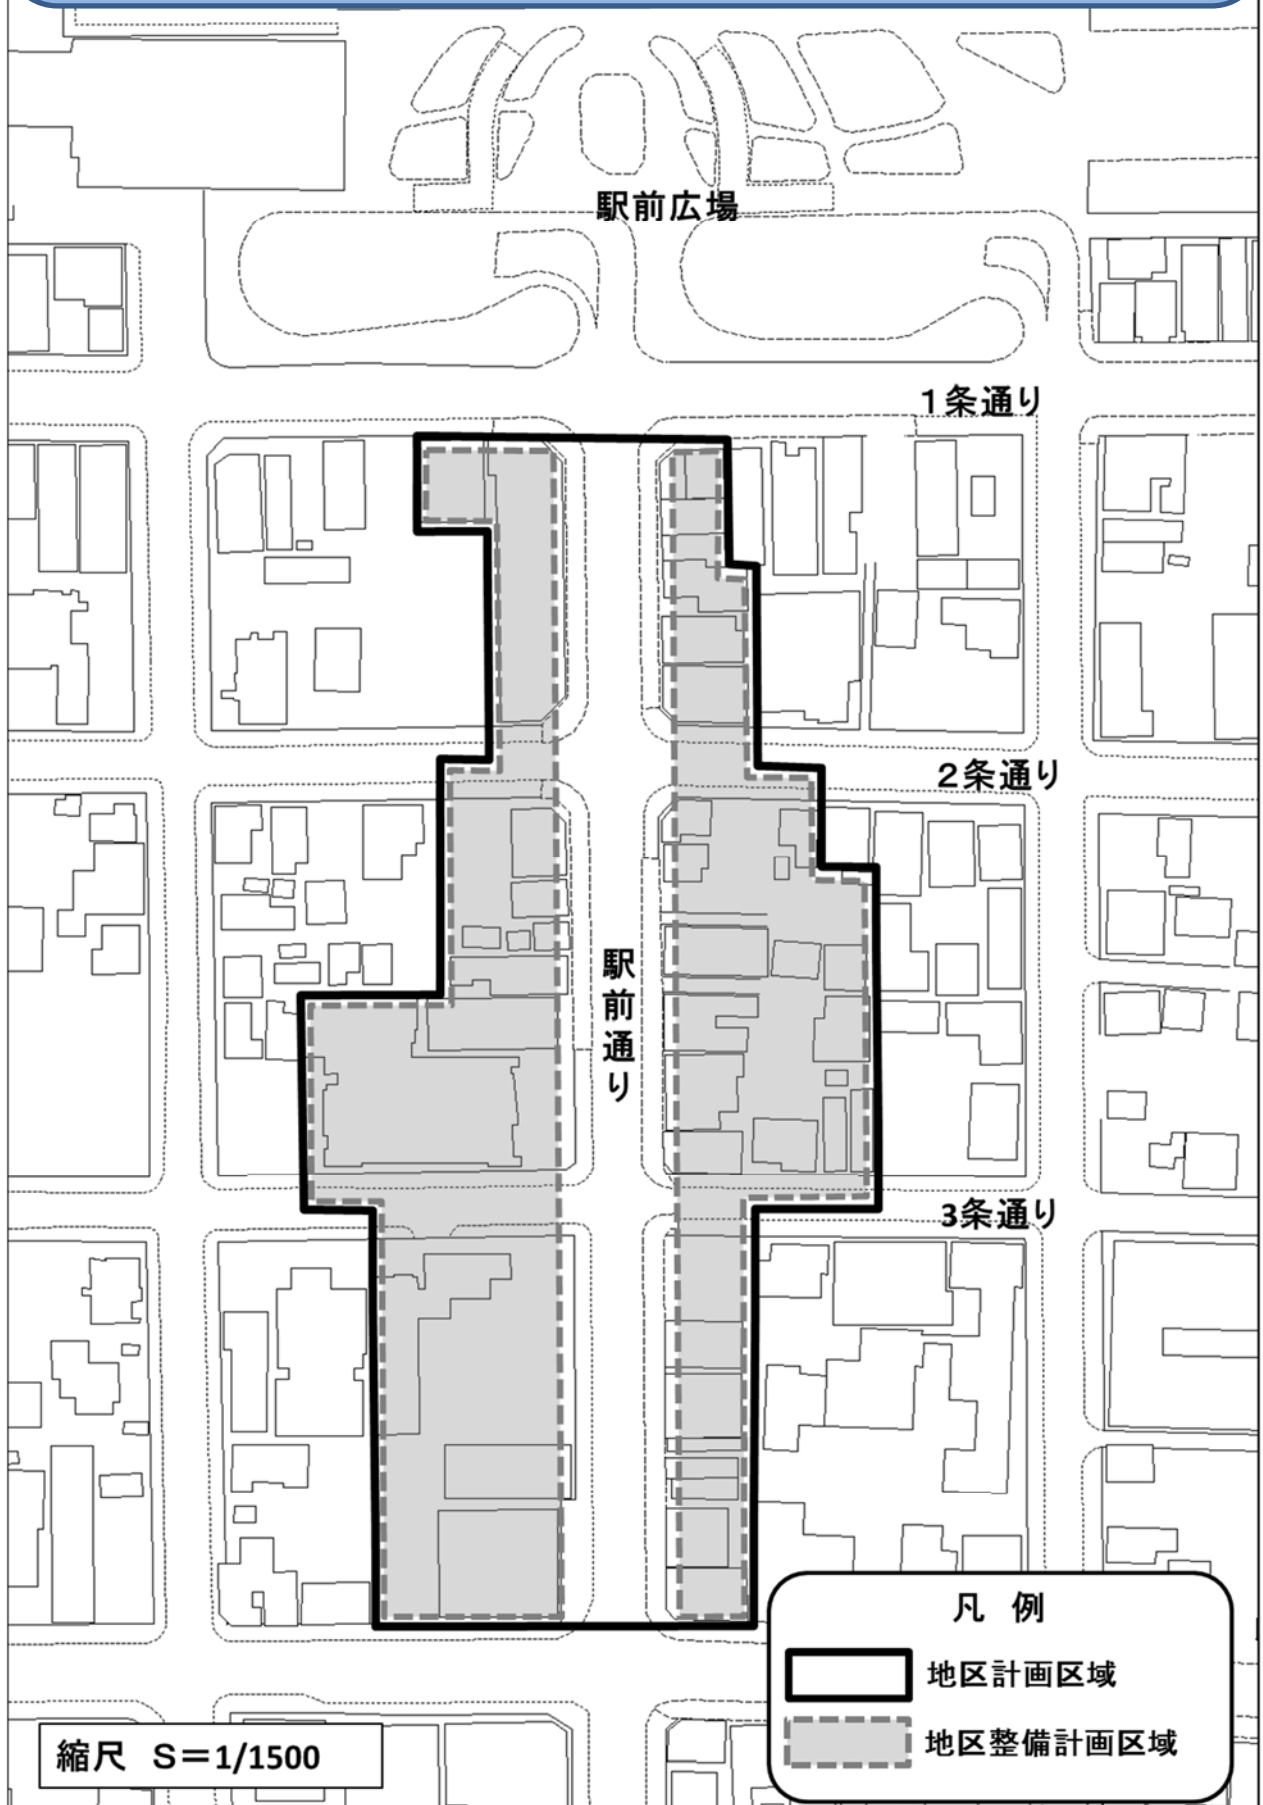 駅前広場
１条通り
２条通り
駅前通り
3条通り
凡 例
地区計画区域
地区整備計画区域
縮尺 Ｓ＝1/1500